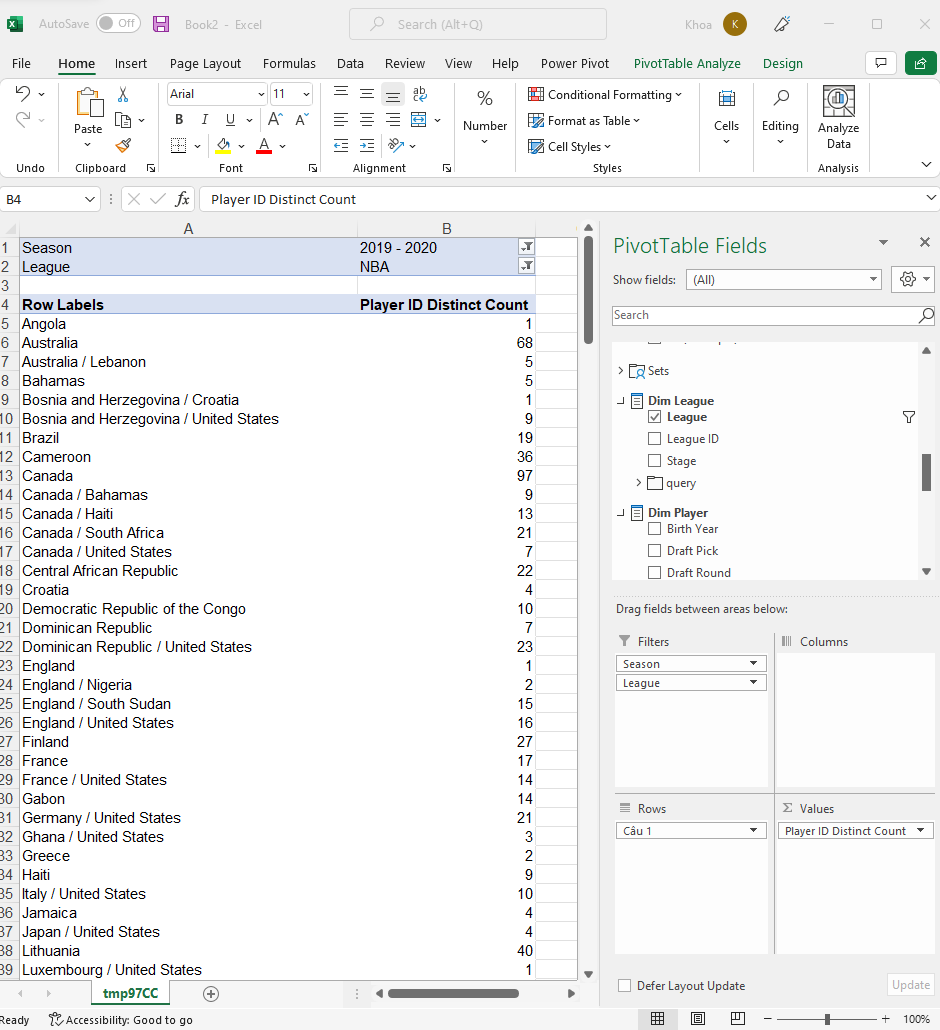 AutoSave Off Book2 - Excel Search (Alt+Q) Khoa K
File Home Insert Page Layout Formulas Data Review View Help Power Pivot PivotTable Analyze Design
Paste
Arial 11
B I U A A
ab
%
Number
Conditional Formatting
Format as Table
Cell Styles
Cells
Editing
Analyze
Data
Undo Clipboard Font Alignment Styles Analysis
B4 fx Player ID Distinct Count
A B
1 Season 2019 - 2020
2 League NBA
3
4 Row Labels Player ID Distinct Count
5 Angola 1
6 Australia 68
7 Australia / Lebanon 5
8 Bahamas 5
9 Bosnia and Herzegovina / Croatia 1
10 Bosnia and Herzegovina / United States 9
11 Brazil 19
12 Cameroon 36
13 Canada 97
14 Canada / Bahamas 9
15 Canada / Haiti 13
16 Canada / South Africa 21
17 Canada / United States 7
18 Central African Republic 22
19 Croatia 4
20 Democratic Republic of the Congo 10
21 Dominican Republic 7
22 Dominican Republic / United States 23
23 England 1
24 England / Nigeria 2
25 England / South Sudan 15
26 England / United States 16
27 Finland 27
28 France 17
29 France / United States 14
30 Gabon 14
31 Germany / United States 21
32 Ghana / United States 3
33 Greece 2
34 Haiti 9
35 Italy / United States 10
36 Jamaica 4
37 Japan / United States 4
38 Lithuania 40
39 Luxembourg / United States 1
PivotTable Fields
Show fields: (All)
Search
Sets
Dim League
League
League ID
Stage
query
Dim Player
Birth Year
Draft Pick
Draft Round
Drag fields between areas below:
Filters Columns
Season
League
Rows Σ Values
Câu 1 Player ID Distinct Count
Defer Layout Update Update
tmp97CC
Ready Accessibility: Good to go 100%